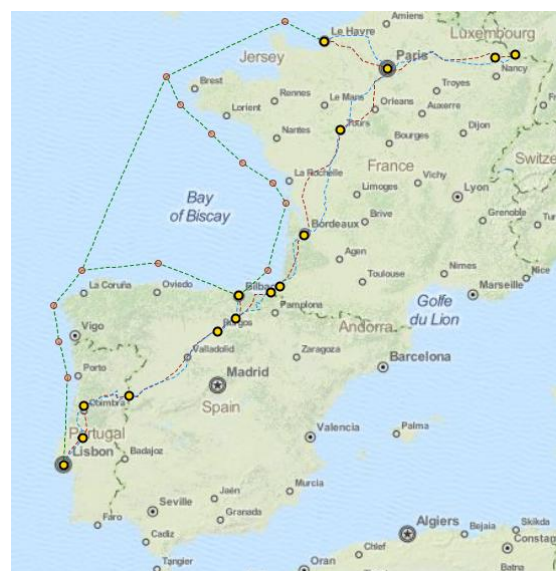 Amiens
Le Havre
Luxembourg
Jersey
Paris
Nancy
Brest
Rennes
Le Mans
Troyes
Lorient
Orleans
Auxerre
Tours
Nantes
Bourges
Dijon
Switze
La Rochelle
France
Limoges
Vichy
Lyon
Bay
of Biscay
Bordeaux
Brive
Grenoble
Tur
Agen
Toulouse
Nimes
Nice
Marseille
La Coruña
Oviedo
Bilbao
Pamplona
Golfe
du Lion
Vigo
Burgos
Andorra
Valladolid
Zaragoza
Barcelona
Porto
Madrid
Coimbra
Spain
Portugal
Lisbon
Badajoz
Valencia
Palma
Murcia
Jaén
Seville
Granada
Faro
Cadiz
Tangier
Algiers
Bejaia
Skikda
Constan
Chlef
Oran
Batna